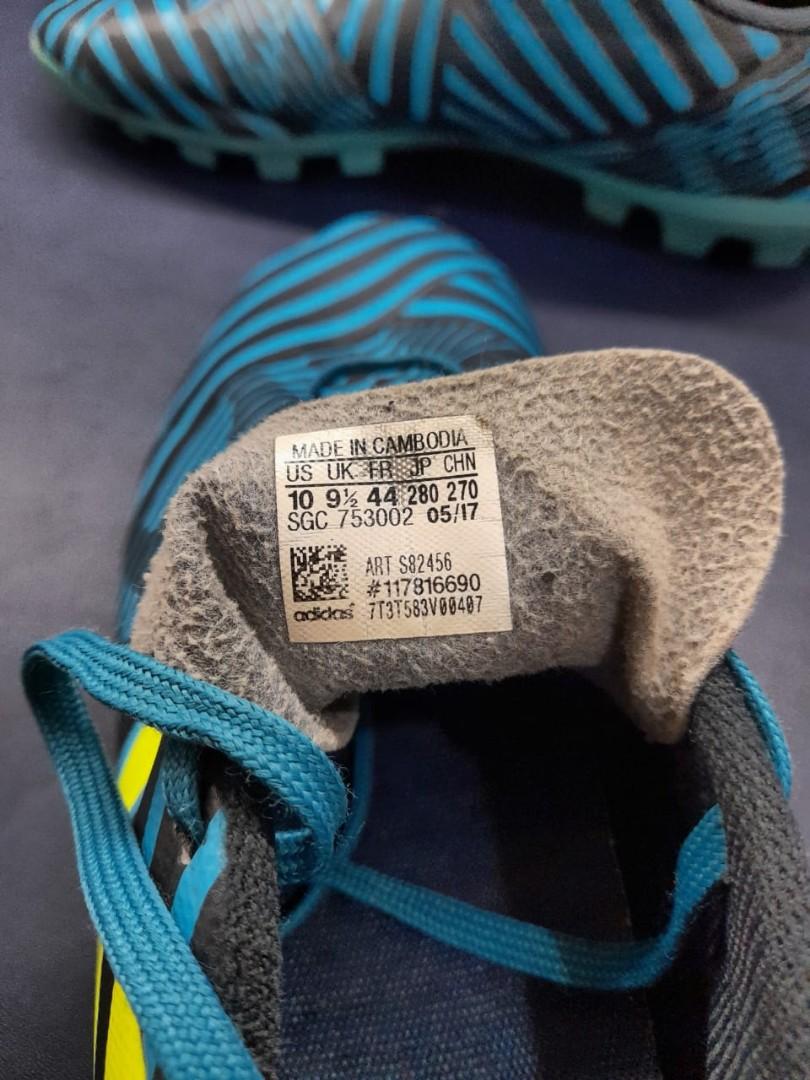 MADE IN CAMBODIA
US UK FR JP CHN
10 9½ 44 280 270
SGC 753002 05/17
ART S82456
#117816690
adidas 7T3T583V00407